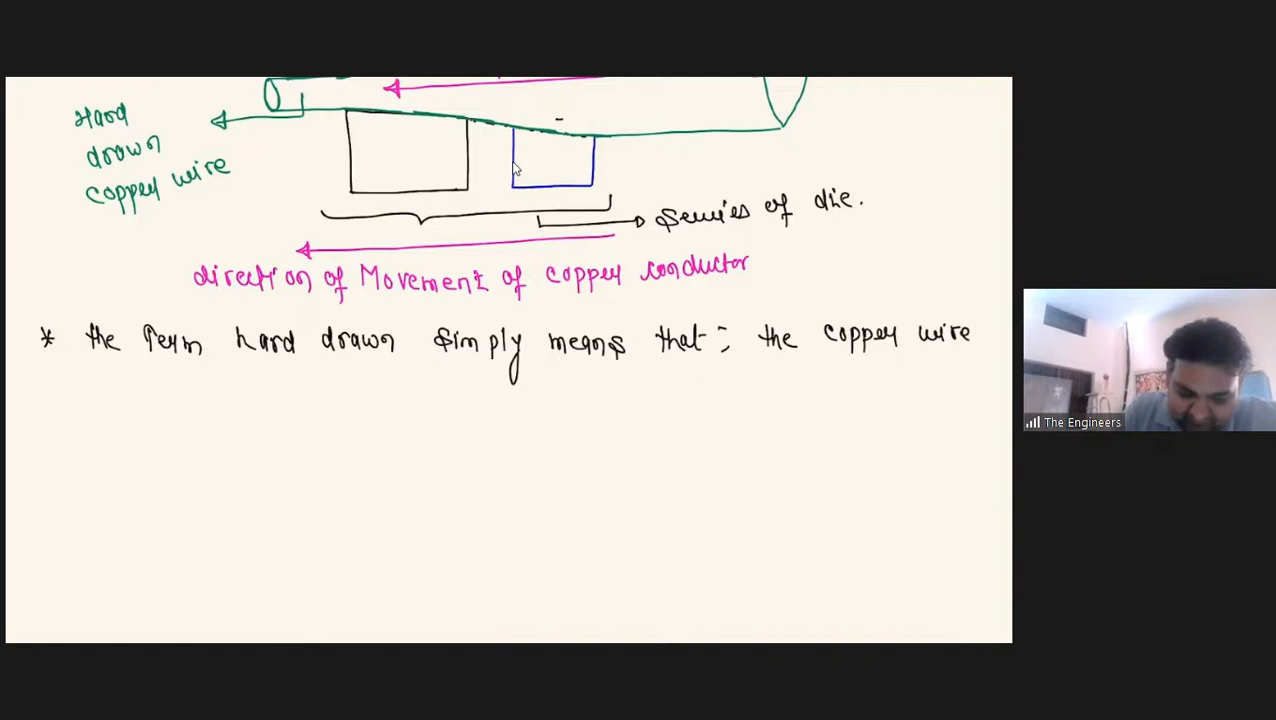 Hard
drawn
copper wire
series of die.
direction of Movement of copper conductor
* the Term hard drawn simply means that :- the copper wire
The Engineers